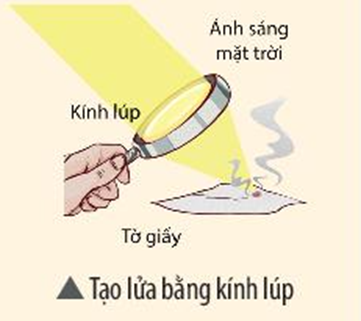 Ánh sáng
mặt trời
Kính lúp
Tờ giấy
▲ Tạo lửa bằng kính lúp